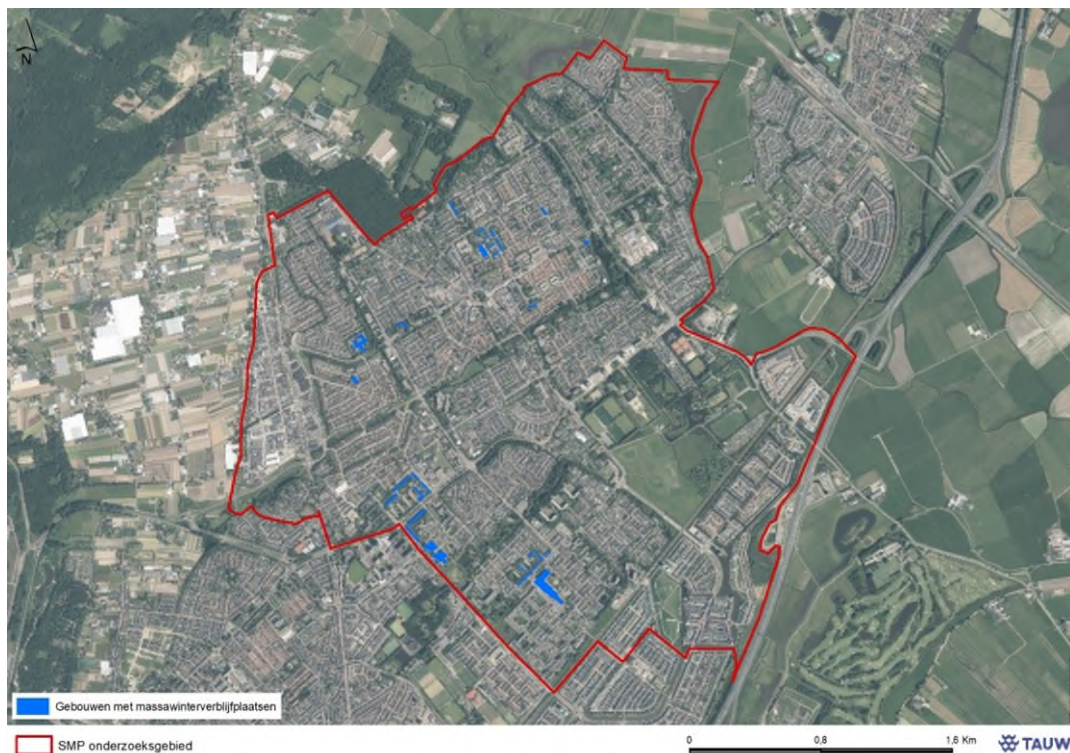 N
Gebouwen met massawinterverblijfplaatsen
SMP onderzoeksgebied
0 0,8 1,6 Km
TAUW